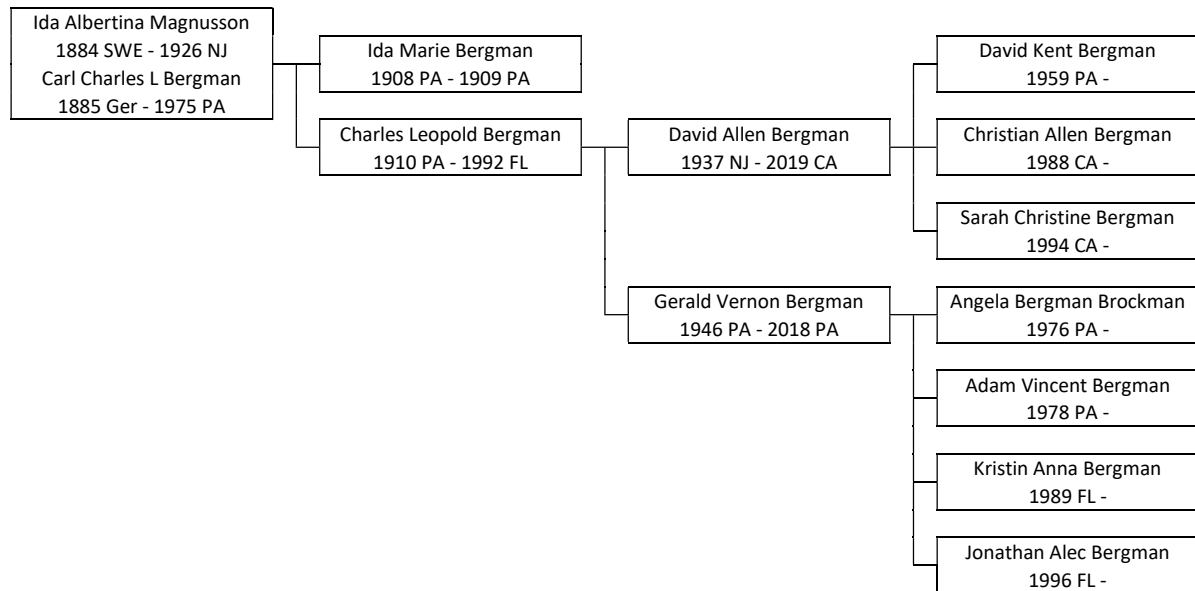 Ida Albertina Magnusson
1884 SWE - 1926 NJ
Carl Charles L Bergman
1885 Ger - 1975 PA
Ida Marie Bergman
1908 PA - 1909 PA
Charles Leopold Bergman
1910 PA - 1992 FL
David Allen Bergman
1937 NJ - 2019 CA
David Kent Bergman
1959 PA -
Christian Allen Bergman
1988 CA -
Sarah Christine Bergman
1994 CA -
Gerald Vernon Bergman
1946 PA - 2018 PA
Angela Bergman Brockman
1976 PA -
Adam Vincent Bergman
1978 PA -
Kristin Anna Bergman
1989 FL -
Jonathan Alec Bergman
1996 FL -